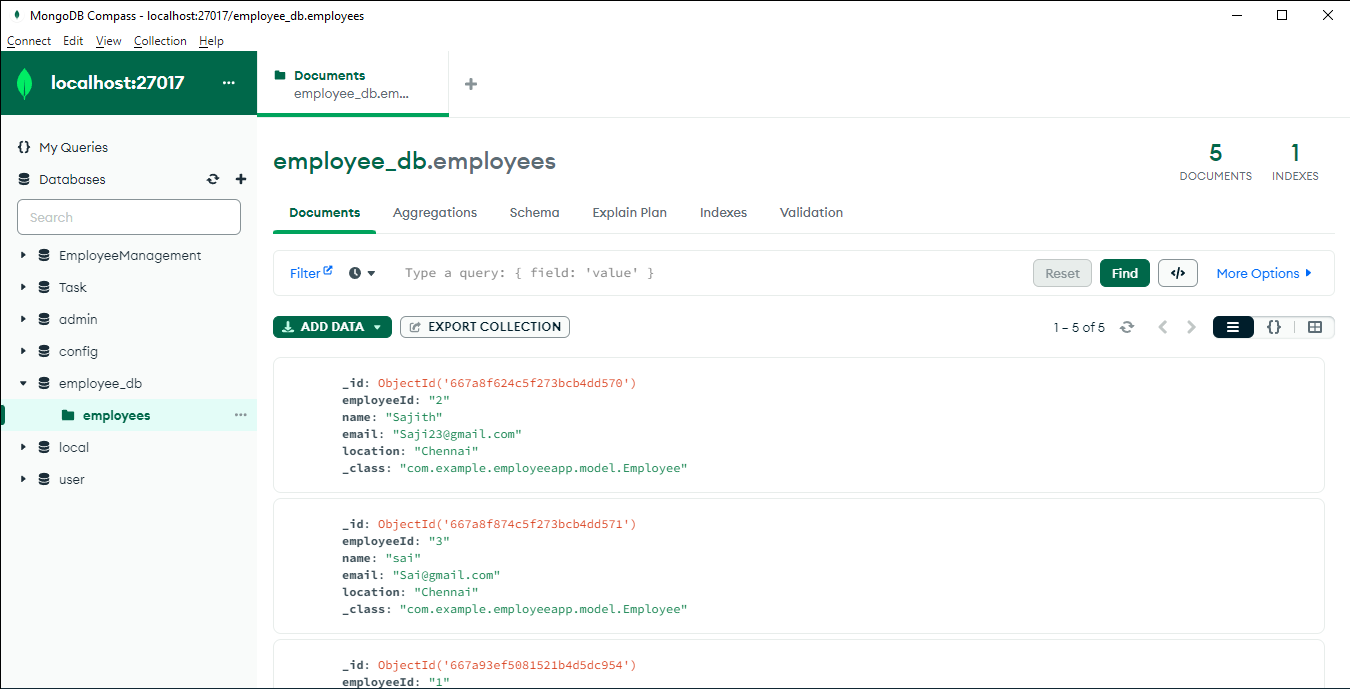 MongoDB Compass - localhost:27017/employee_db.employees
Connect Edit View Collection Help
localhost:27017 ...
Documents
employee_db.em...
My Queries
Databases
Search
EmployeeManagement
Task
admin
config
employee_db
employees ...
local
user
employee_db.employees
5
DOCUMENTS
1
INDEXES
Documents Aggregations Schema Explain Plan Indexes Validation
Filter Type a query: { field: 'value' } Reset Find </> More Options
ADD DATA EXPORT COLLECTION 1 – 5 of 5 {}
_id: ObjectId('667a8f624c5f273bcb4dd570')
employeeId: "2"
name: "Sajith"
email: "Saji23@gmail.com"
location: "Chennai"
_class: "com.example.employeeapp.model.Employee"
_id: ObjectId('667a8f874c5f273bcb4dd571')
employeeId: "3"
name: "sai"
email: "Sai@gmail.com"
location: "Chennai"
_class: "com.example.employeeapp.model.Employee"
_id: ObjectId('667a93ef5081521b4d5dc954')
employeeId: "1"